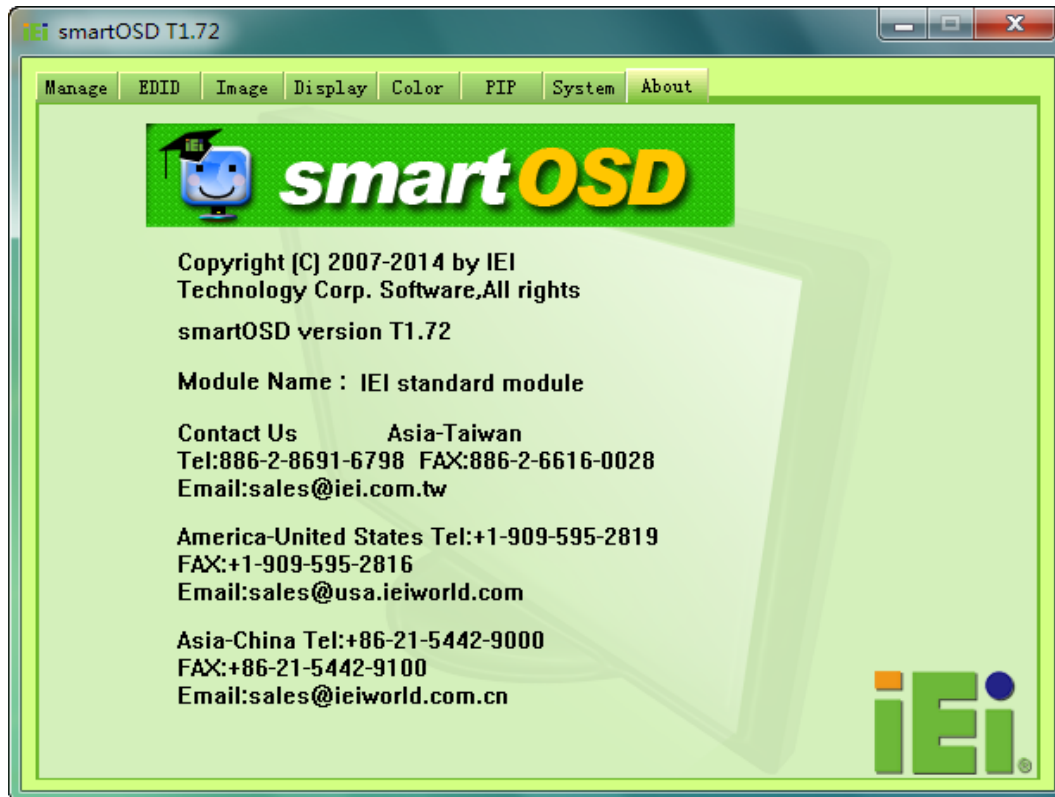 smartOSD T1.72
Manage EDID Image Display Color PIP System About
iEi
smartOSD
Copyright (C) 2007-2014 by IEI
Technology Corp. Software,All rights
smartOSD version T1.72
Module Name : IEI standard module
Contact Us Asia-Taiwan
Tel:886-2-8691-6798 FAX:886-2-6616-0028
Email:sales@iei.com.tw
America-United States Tel:+1-909-595-2819
FAX:+1-909-595-2816
Email:sales@usa.ieiworld.com
Asia-China Tel:+86-21-5442-9000
FAX:+86-21-5442-9100
Email:sales@ieiworld.com.cn
iEi®